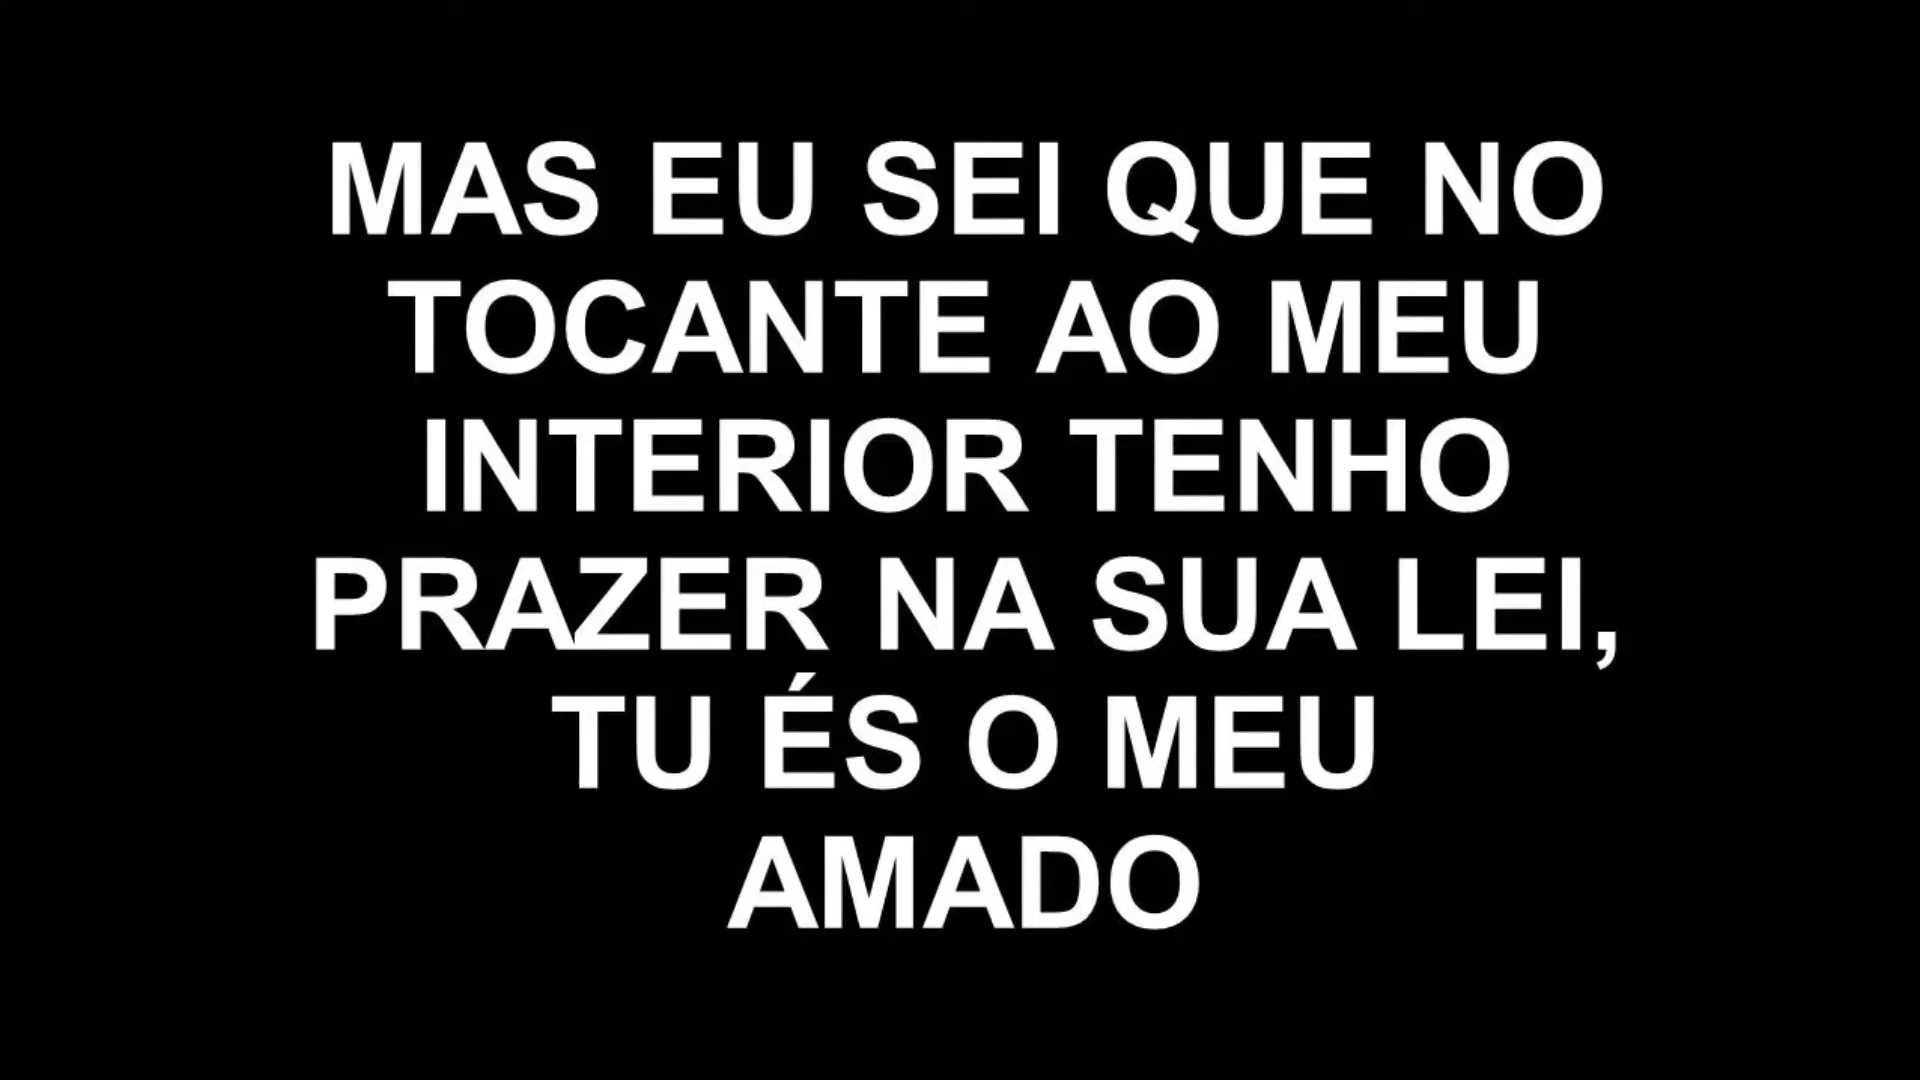 MAS EU SEI QUE NO
TOCANTE AO MEU
INTERIOR TENHO
PRAZER NA SUA LEI,
TU ÉS O MEU
AMADO